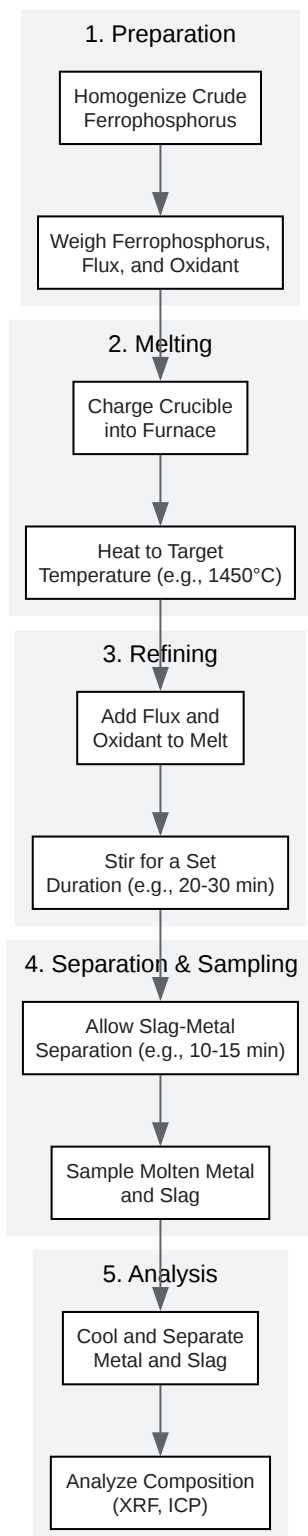 1. Preparation
Homogenize Crude
Ferrophosphorus
Weigh Ferrophosphorus,
Flux, and Oxidant
2. Melting
Charge Crucible
into Furnace
Heat to Target
Temperature (e.g., 1450°C)
3. Refining
Add Flux and
Oxidant to Melt
Stir for a Set
Duration (e.g., 20-30 min)
4. Separation & Sampling
Allow Slag-Metal
Separation (e.g., 10-15 min)
Sample Molten Metal
and Slag
5. Analysis
Cool and Separate
Metal and Slag
Analyze Composition
(XRF, ICP)